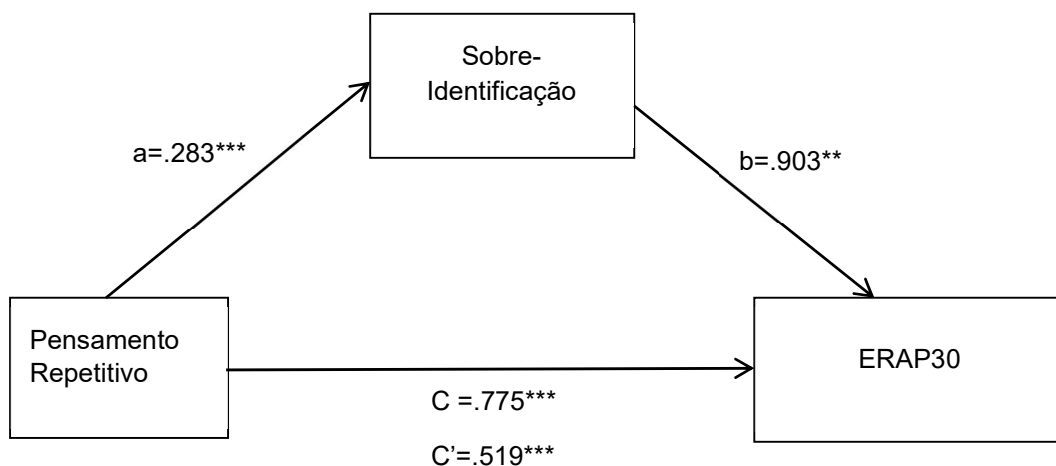 Sobre-
Identificação
a=.283***
b=.903**
Pensamento
Repetitivo
ERAP30
C =.775***
C’=.519***